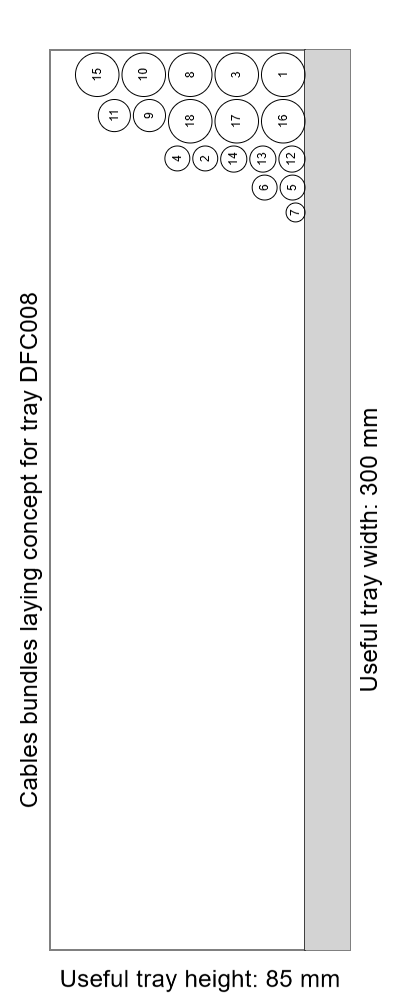 Cables bundles laying concept for tray DFC008
15 10 8 3 1
11 9 18 17 16
4 2 14 13 12
6 5
7
Useful tray width: 300 mm
Useful tray height: 85 mm